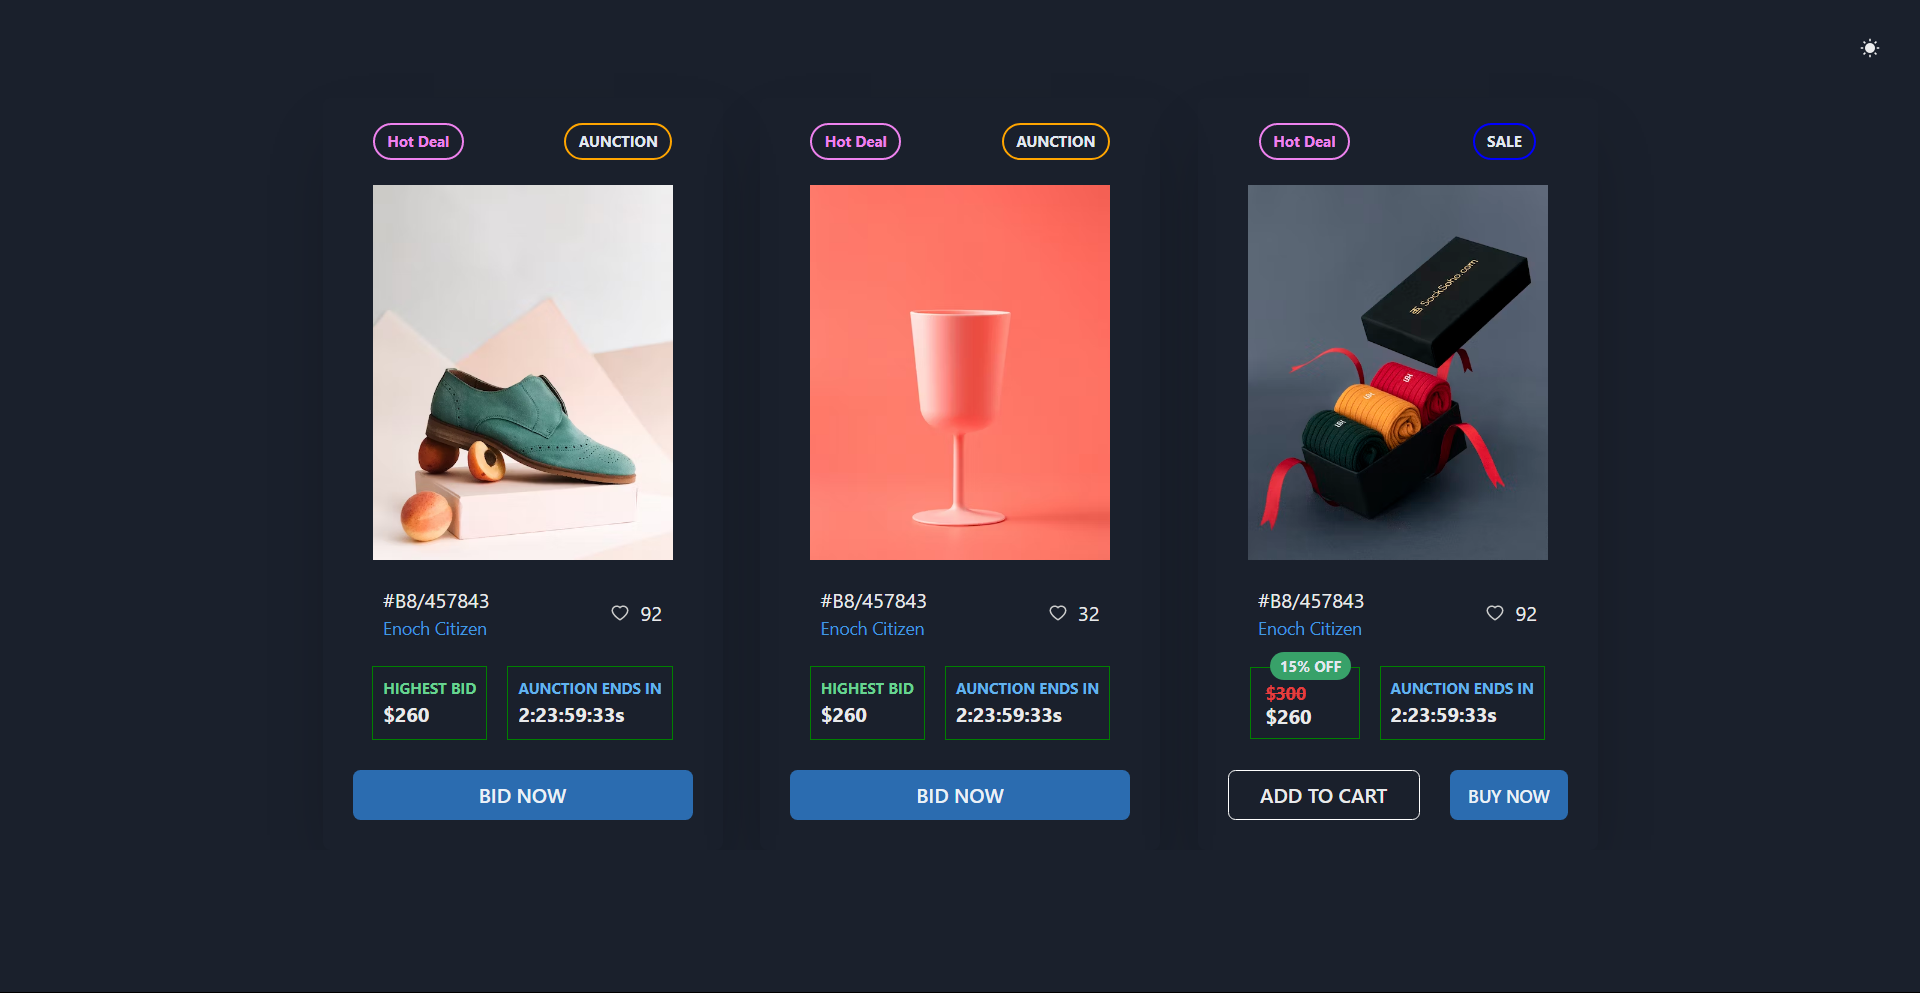 Hot Deal
AUNCTION
#B8/457843
Enoch Citizen
92
HIGHEST BID
$260
AUNCTION ENDS IN
2:23:59:33s
BID NOW
Hot Deal
AUNCTION
#B8/457843
Enoch Citizen
32
HIGHEST BID
$260
AUNCTION ENDS IN
2:23:59:33s
BID NOW
Hot Deal
SALE
SockSoho.com
#B8/457843
Enoch Citizen
92
15% OFF
$300
$260
AUNCTION ENDS IN
2:23:59:33s
ADD TO CART
BUY NOW